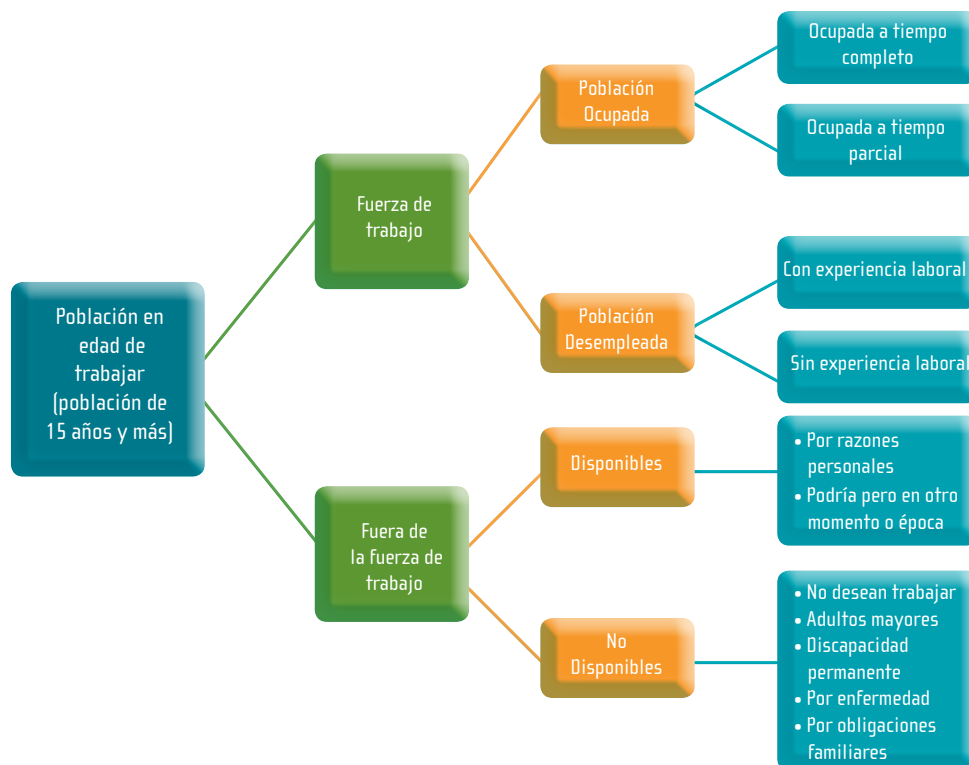 Población en
edad de
trabajar
(población de
15 años y más)
Fuerza de
trabajo
Población
Ocupada
Ocupada a tiempo
completo
Ocupada a tiempo
parcial
Población
Desempleada
Con experiencia laboral
Sin experiencia laboral
Fuera de
la fuerza de
trabajo
Disponibles
• Por razones
personales
• Podría pero en otro
momento o época
No
Disponibles
• No desean trabajar
• Adultos mayores
• Discapacidad
permanente
• Por enfermedad
• Por obligaciones
familiares